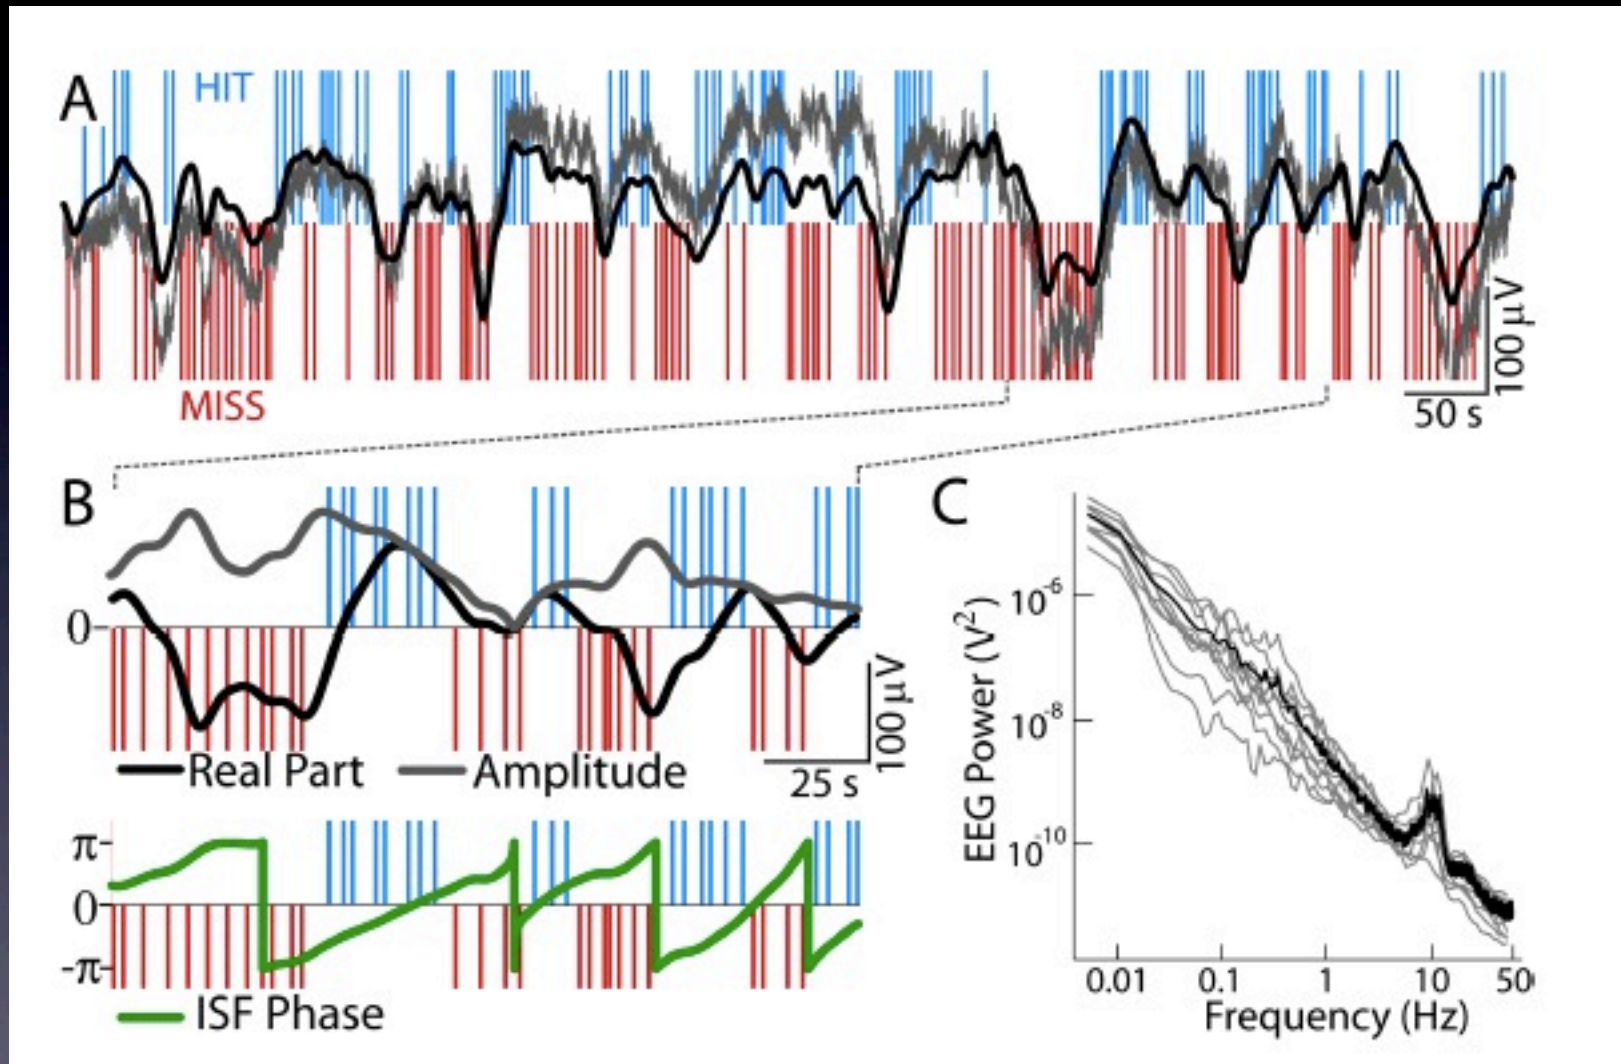 A
HIT
MISS
100 µV
50 s
B
0
100 µV
25 s
Real Part
Amplitude
π
0
-π
ISF Phase
C
EEG Power (V²)
10⁻⁶
10⁻⁸
10⁻¹⁰
0.01 0.1 1 10 50
Frequency (Hz)